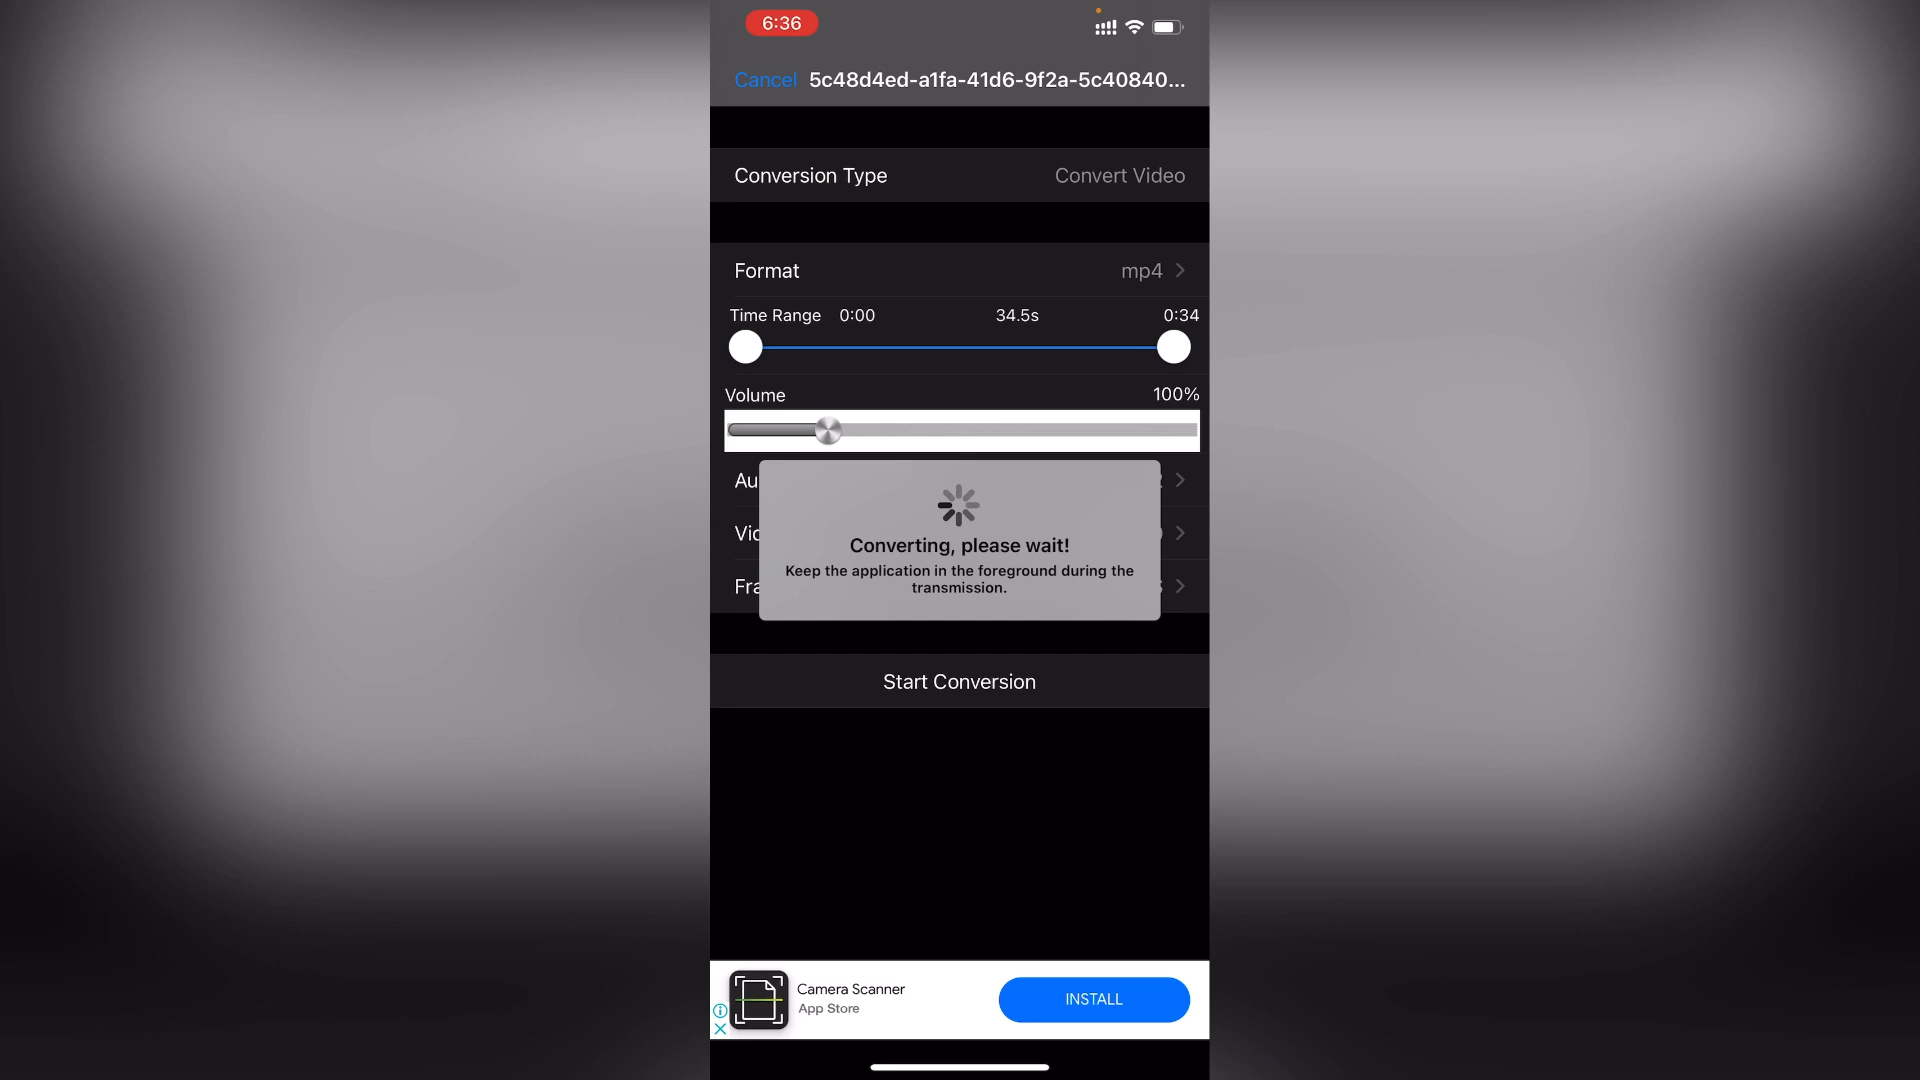 6:36
Cancel 5c48d4ed-a1fa-41d6-9f2a-5c40840...
Conversion Type Convert Video
Format mp4
Time Range 0:00 34.5s 0:34
Volume 100%
Au
Converting, please wait!
Keep the application in the foreground during the
transmission.
Fra
Start Conversion
Camera Scanner
App Store
INSTALL